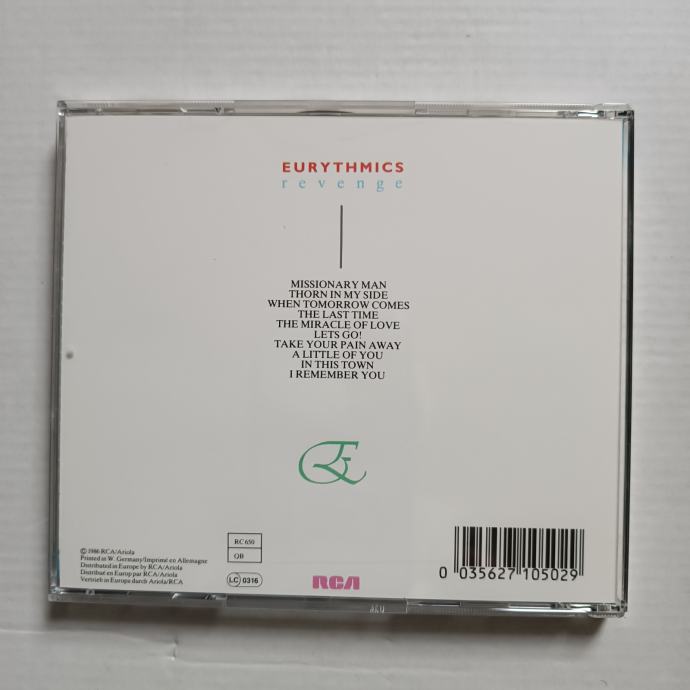 EURYTHMICS
revenge
MISSIONARY MAN
THORN IN MY SIDE
WHEN TOMORROW COMES
THE LAST TIME
THE MIRACLE OF LOVE
LETS GO!
TAKE YOUR PAIN AWAY
A LITTLE OF YOU
IN THIS TOWN
I REMEMBER YOU
© 1986 RCA/Ariola
Printed in W. Germany/Imprimé en Allemagne
Distributed in Europe by RCA/Ariola
Distribué en Europ par RCA/Ariola
Vertrieb in Europa durch Ariola/RCA
RC 650
QB
LC 0316
RCA
0 035627 105029